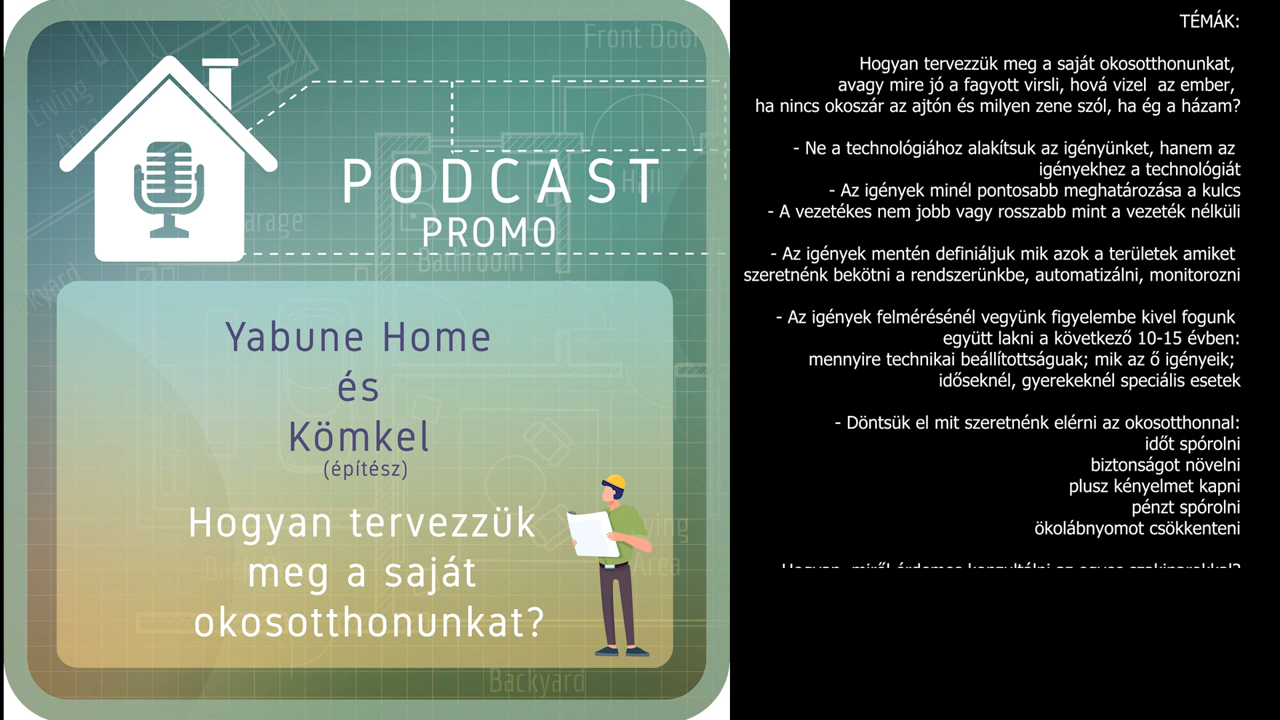 Front Door
Living
Area
Hall
PODCAST
PROMO
Bathroom
Yabune Home
és
Kömkel
(építész)
Hogyan tervezzük
meg a saját
okosotthonunkat?
Area
Backyard
TÉMÁK:
Hogyan tervezzük meg a saját okosotthonunkat,
avagy mire jó a fagyott virsli, hová vizel az ember,
ha nincs okoszár az ajtón és milyen zene szól, ha ég a házam?
- Ne a technológiához alakítsuk az igényünket, hanem az
igényekhez a technológiát
- Az igények minél pontosabb meghatározása a kulcs
- A vezetékes nem jobb vagy rosszabb mint a vezeték nélküli
- Az igények mentén definiáljuk mik azok a területek amiket
szeretnénk bekötni a rendszerünkbe, automatizálni, monitorozni
- Az igények felmérésénél vegyünk figyelembe kivel fogunk
együtt lakni a következő 10-15 évben:
mennyire technikai beállítottságuak; mik az ő igényeik;
időseknél, gyerekeknél speciális esetek
- Döntsük el mit szeretnénk elérni az okosotthonnal:
időt spórolni
biztonságot növelni
plusz kényelmet kapni
pénzt spórolni
ökolábnyomot csökkenteni